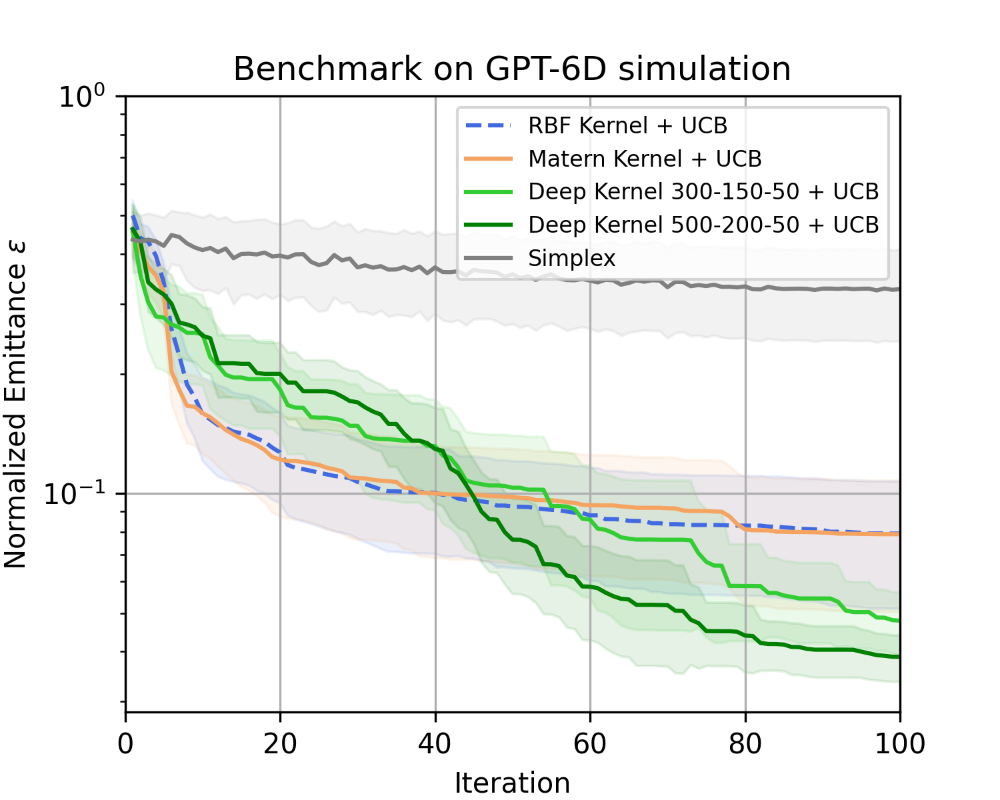 Benchmark on GPT-6D simulation
10⁰
RBF Kernel + UCB
Matern Kernel + UCB
Deep Kernel 300-150-50 + UCB
Deep Kernel 500-200-50 + UCB
Simplex
Normalized Emittance ε
10⁻¹
0 20 40 60 80 100
Iteration